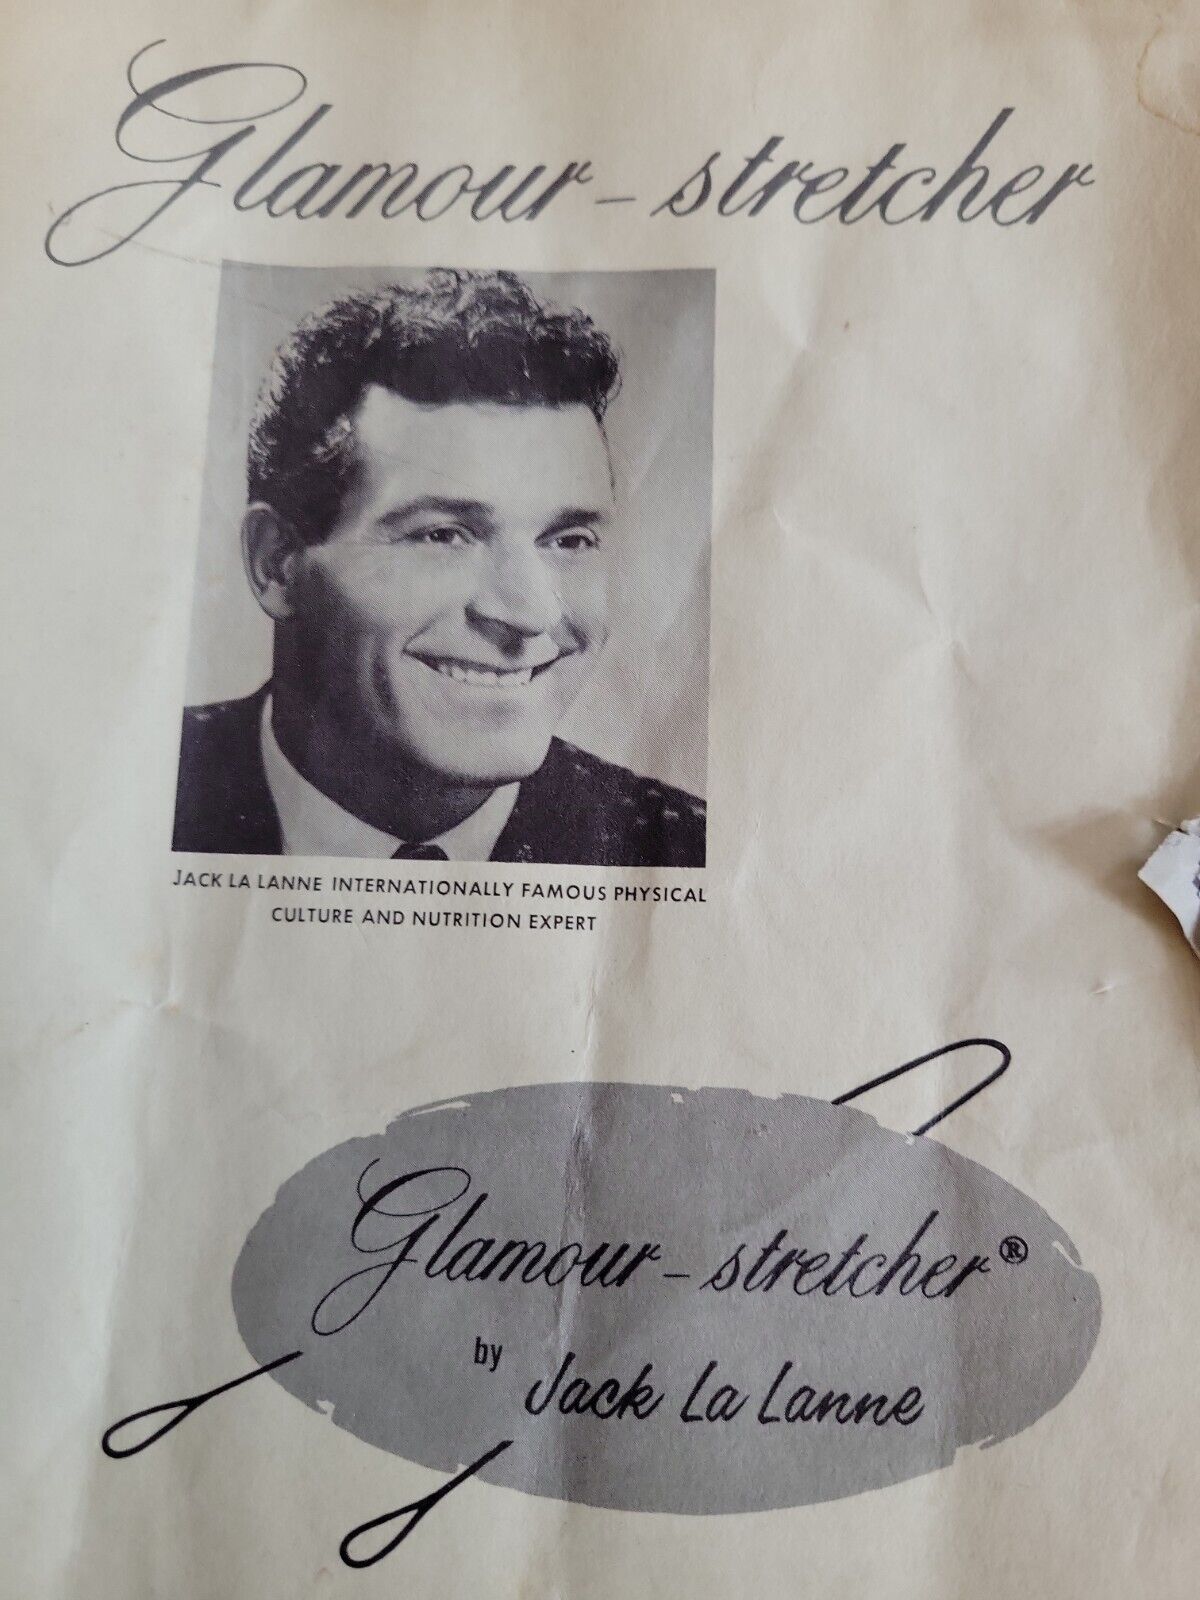 Glamour-stretcher
JACK LA LANNE INTERNATIONALLY FAMOUS PHYSICAL
CULTURE AND NUTRITION EXPERT
Glamour-stretcher®
by Jack La Lanne